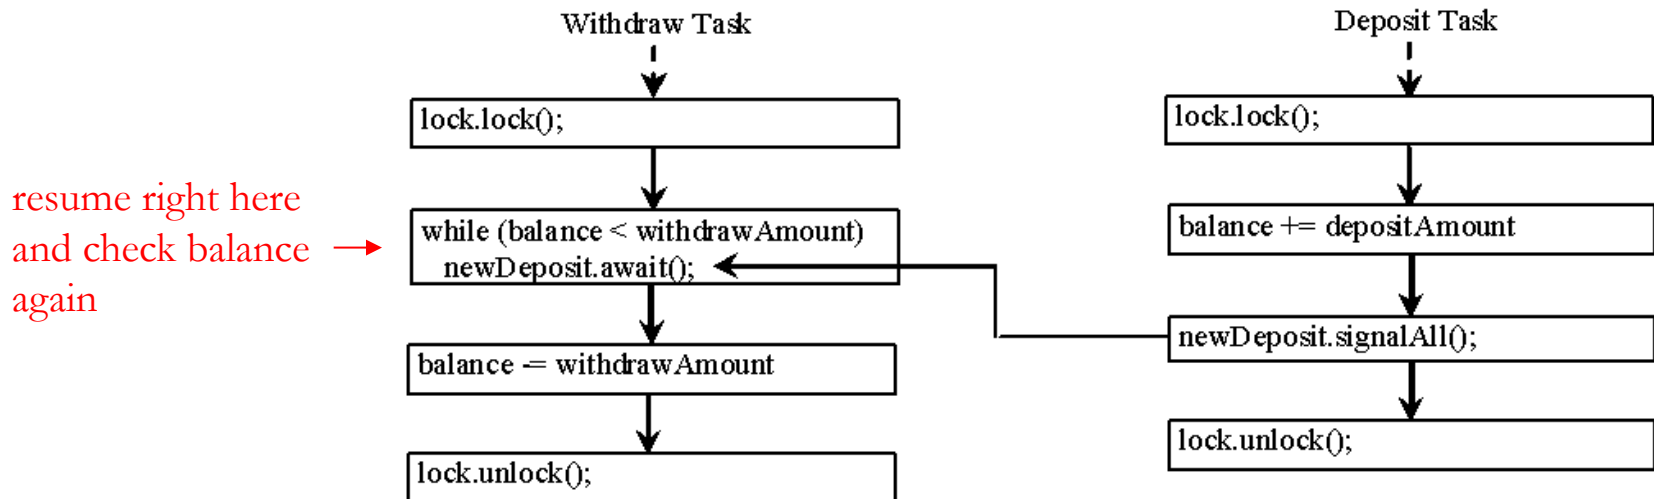 Withdraw Task
lock.lock();
resume right here
and check balance
again
while (balance < withdrawAmount)
newDeposit.await();
balance -= withdrawAmount
lock.unlock();
Deposit Task
lock.lock();
balance += depositAmount
newDeposit.signalAll();
lock.unlock();